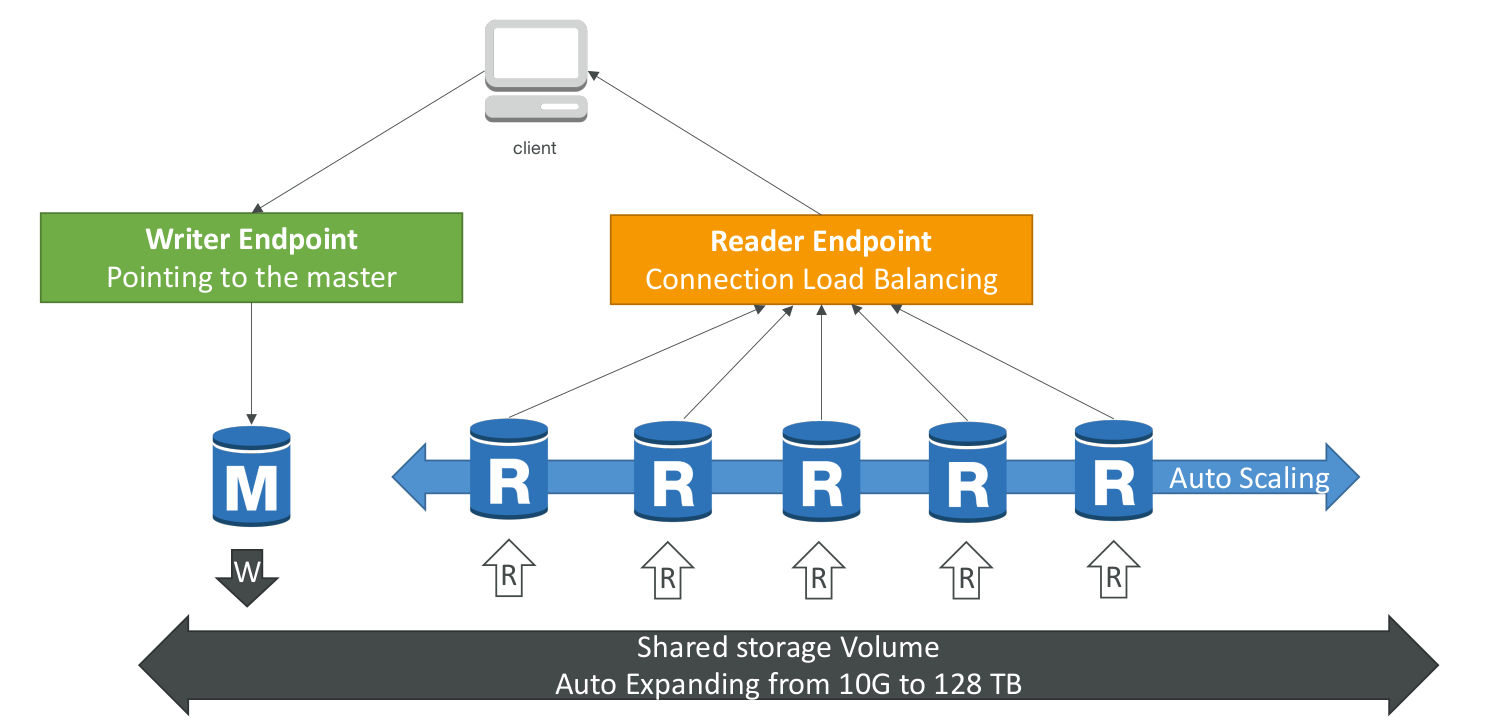 client
Writer Endpoint
Pointing to the master
Reader Endpoint
Connection Load Balancing
M
R
R
R
R
R
Auto Scaling
W
R
R
R
R
R
Shared storage Volume
Auto Expanding from 10G to 128 TB